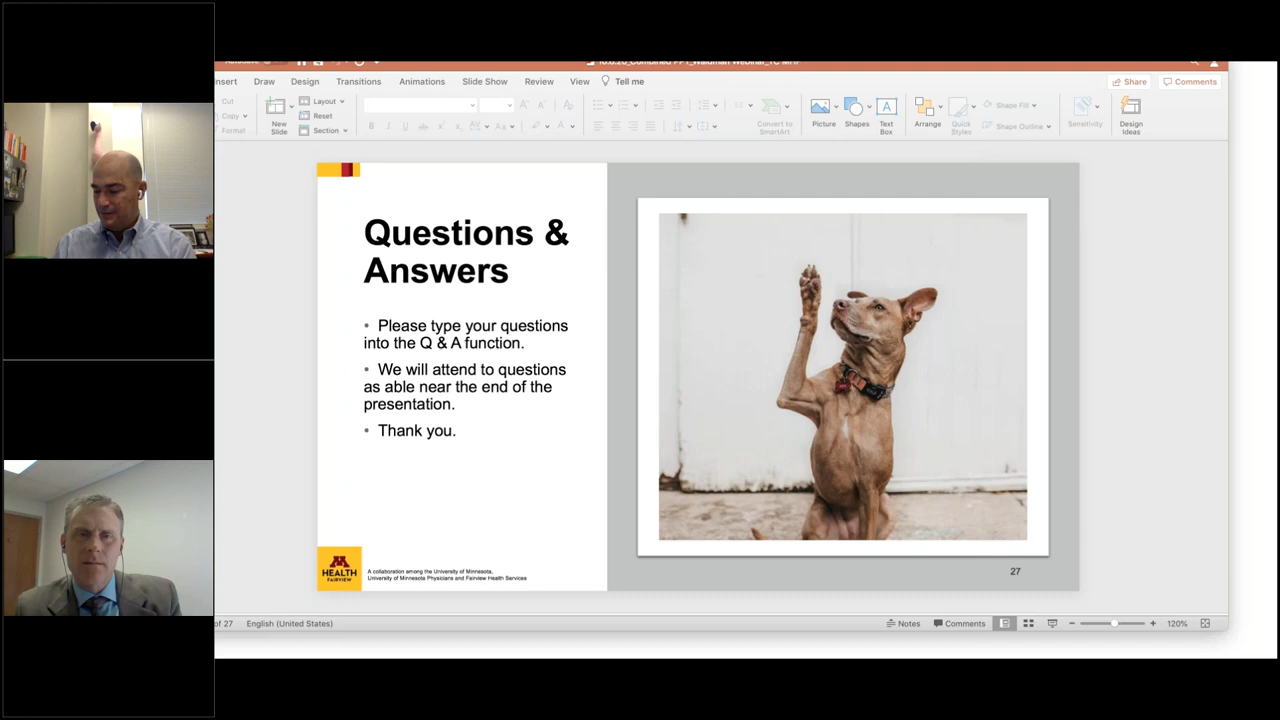 Insert Draw Design Transitions Animations Slide Show Review View Tell me Share Comments
Cut
Copy
Format
New Slide
Layout
Reset
Section
Convert to SmartArt
Picture
Shapes
Text Box
Arrange
Quick Styles
Shape Fill
Shape Outline
Sensitivity
Design Ideas
Questions &
Answers
• Please type your questions
into the Q & A function.
• We will attend to questions
as able near the end of the
presentation.
• Thank you.
M
HEALTH
FAIRVIEW
A collaboration among the University of Minnesota,
University of Minnesota Physicians and Fairview Health Services
27
of 27 English (United States) Notes Comments 120%